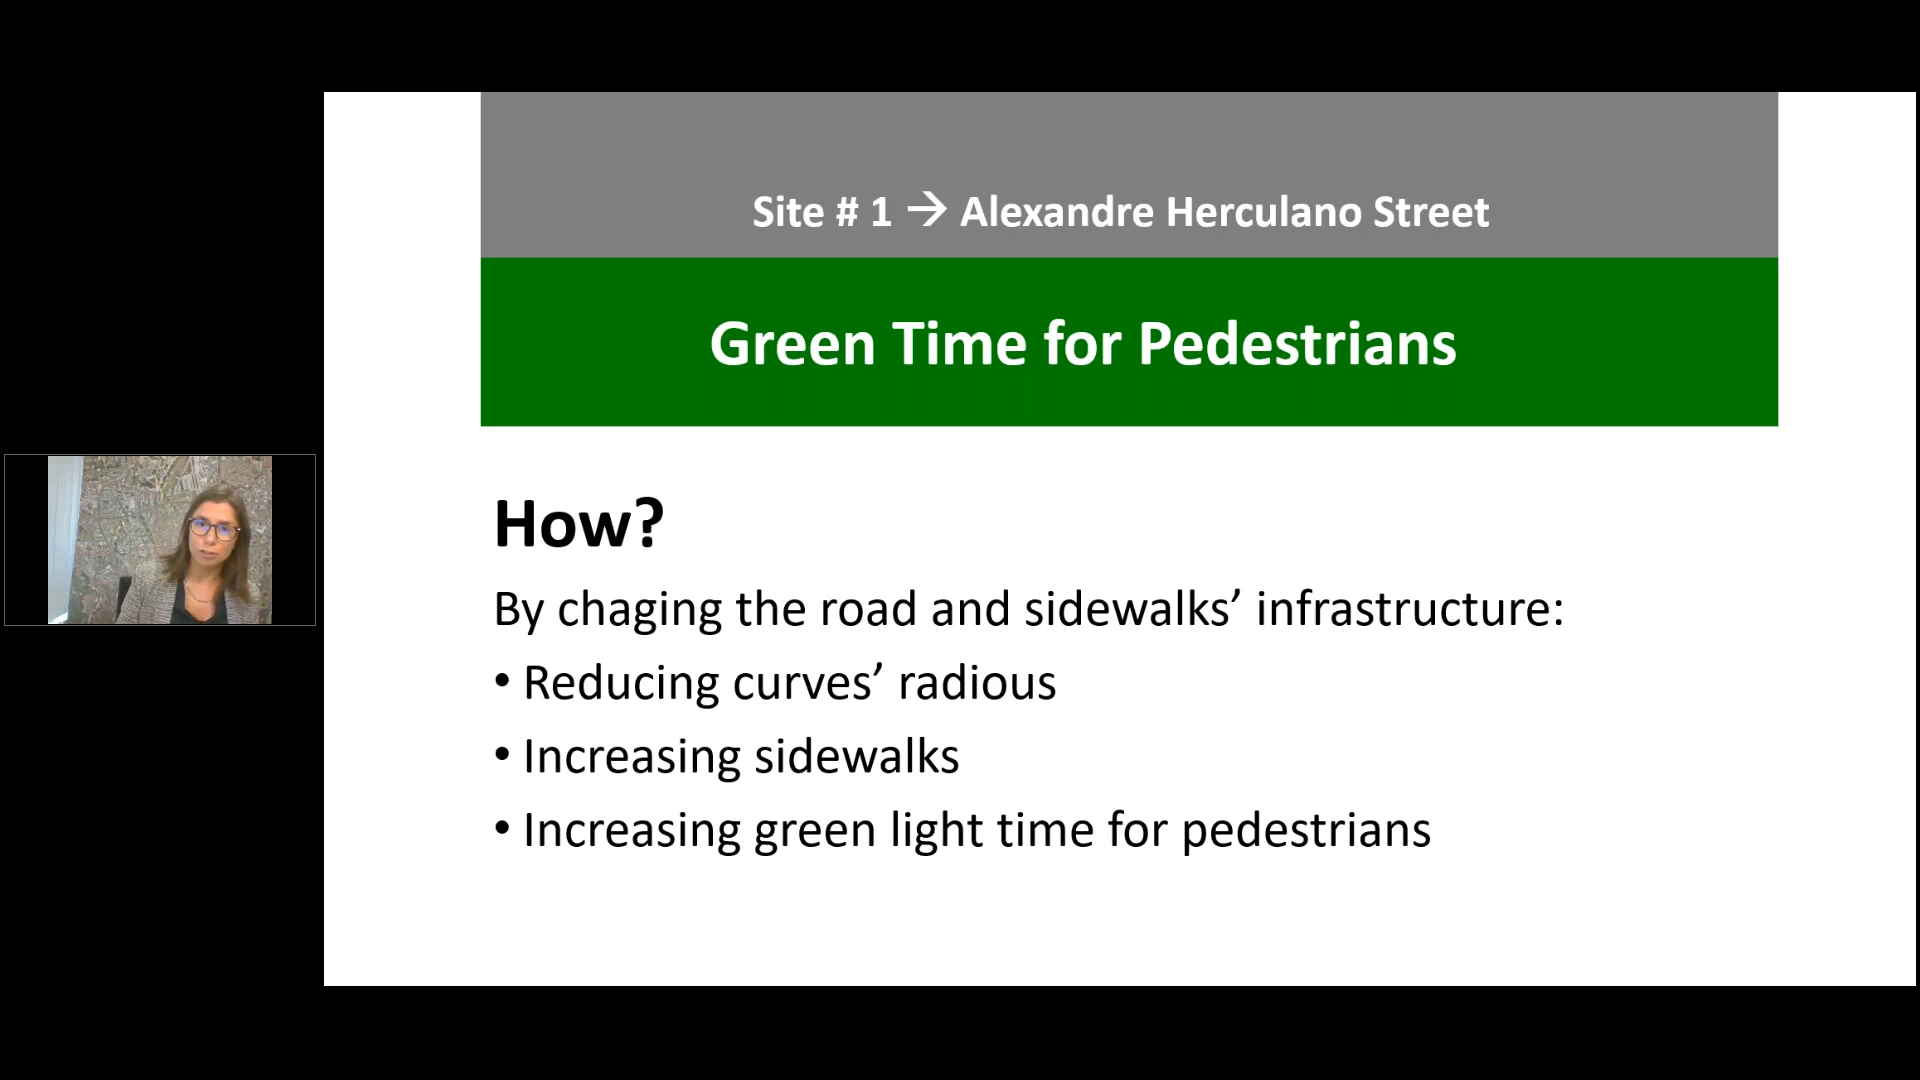 Site # 1 → Alexandre Herculano Street
Green Time for Pedestrians
How?
By chaging the road and sidewalks’ infrastructure:
• Reducing curves’ radious
• Increasing sidewalks
• Increasing green light time for pedestrians